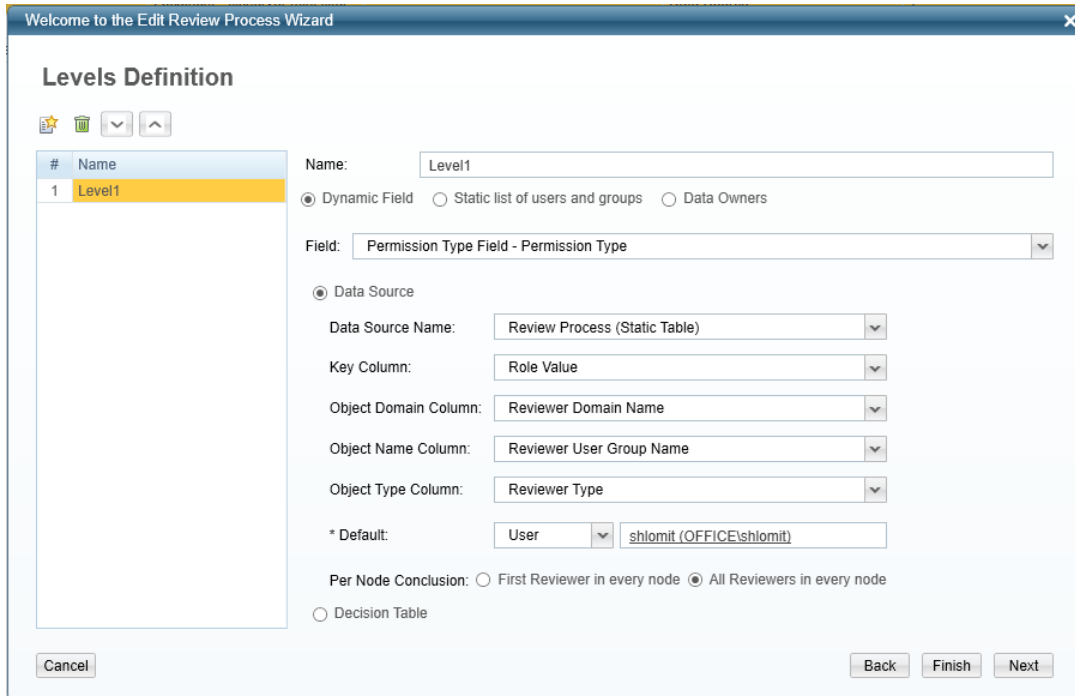 Welcome to the Edit Review Process Wizard
Levels Definition
# Name
1 Level1
Name: Level1
Dynamic Field Static list of users and groups Data Owners
Field: Permission Type Field - Permission Type
Data Source
Data Source Name: Review Process (Static Table)
Key Column: Role Value
Object Domain Column: Reviewer Domain Name
Object Name Column: Reviewer User Group Name
Object Type Column: Reviewer Type
* Default: User shlomit (OFFICE\shlomit)
Per Node Conclusion: First Reviewer in every node All Reviewers in every node
Decision Table
Cancel Back Finish Next